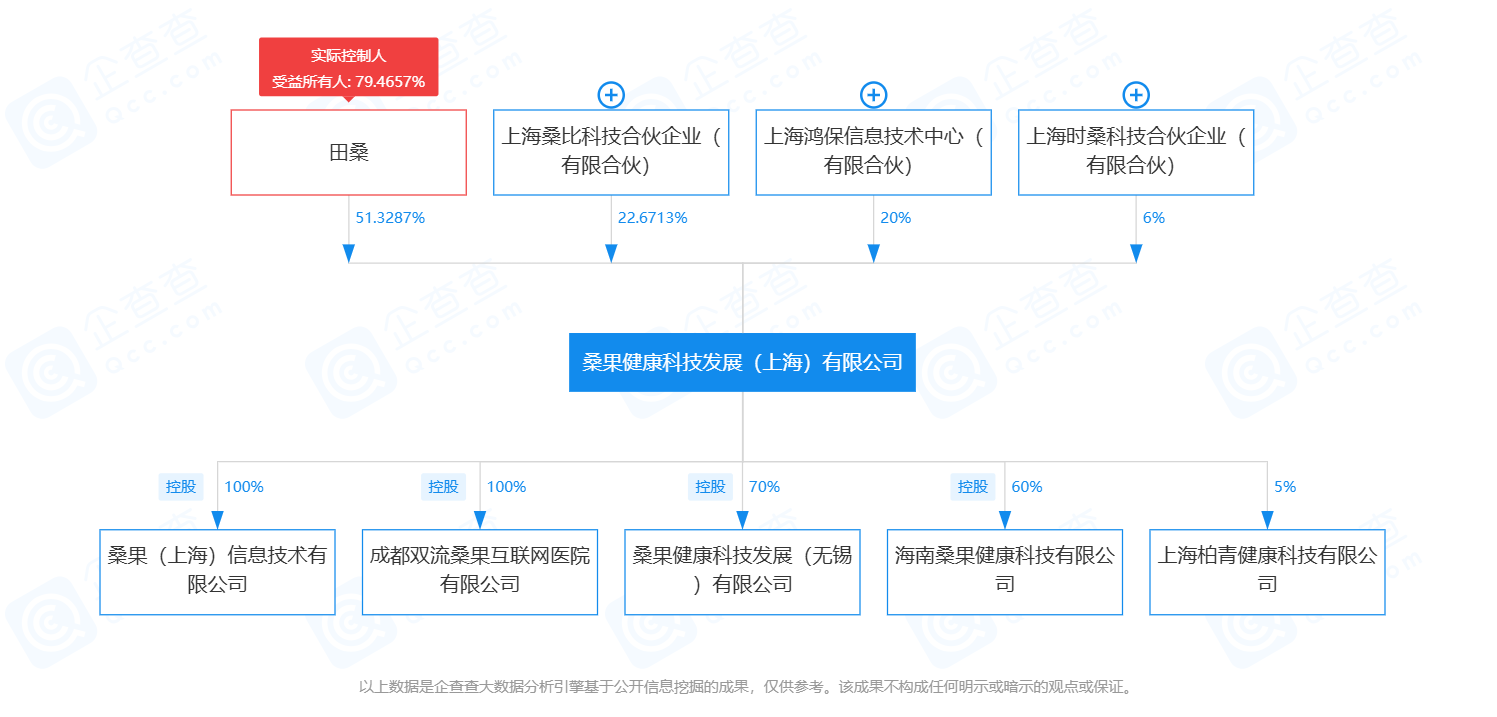 实际控制人
受益所有人: 79.4657%
田桑
上海桑比科技合伙企业（
有限合伙）
上海鸿保信息技术中心（
有限合伙）
上海时桑科技合伙企业（
有限合伙）
51.3287%
22.6713%
20%
6%
桑果健康科技发展（上海）有限公司
控股
100%
控股
100%
控股
70%
控股
60%
5%
桑果（上海）信息技术有
限公司
成都双流桑果互联网医院
有限公司
桑果健康科技发展（无锡
）有限公司
海南桑果健康科技有限公
司
上海柏青健康科技有限公
司
以上数据是企查查大数据分析引擎基于公开信息挖掘的成果，仅供参考。该成果不构成任何明示或暗示的观点或保证。
企查查
Qcc.com